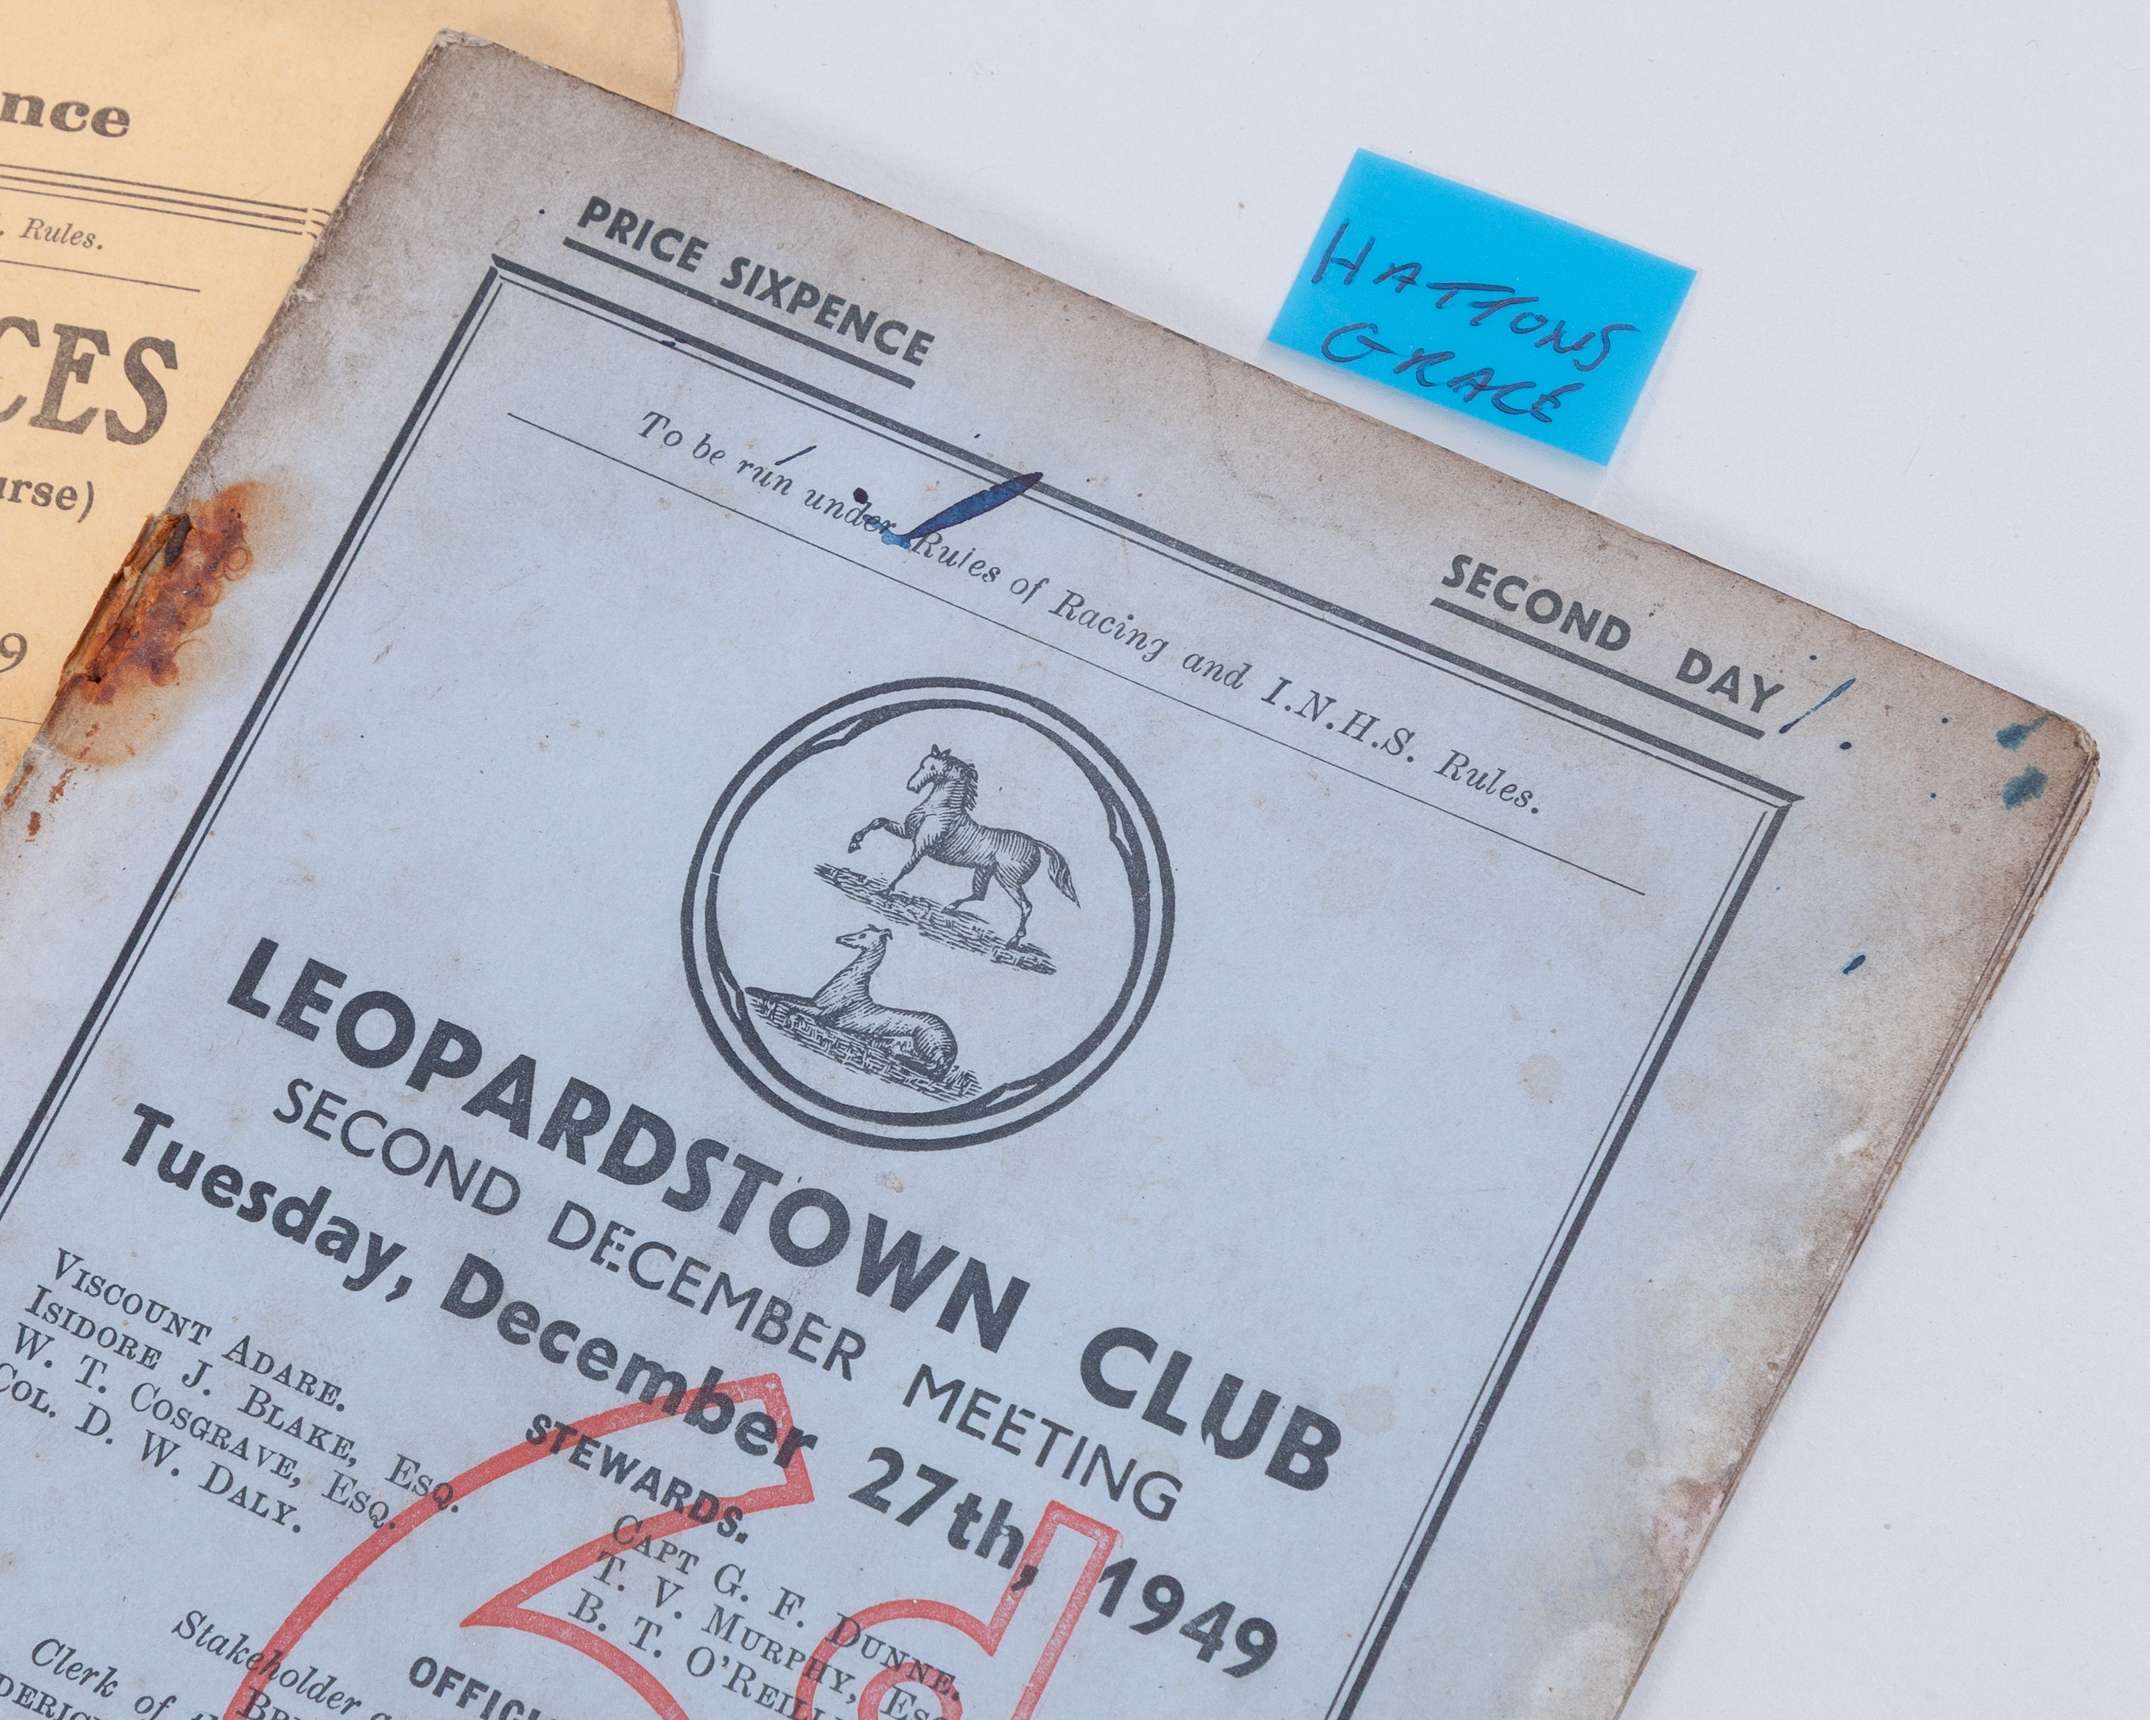 nce
. Rules.
CES
urse)
9
HATTONS
GRACE
PRICE SIXPENCE
SECOND DAY
To be run under Rules of Racing and I.N.H.S. Rules.
LEOPARDSTOWN CLUB
SECOND DECEMBER MEETING
Tuesday, December 27th, 1949
STEWARDS.
VISCOUNT ADARE.
ISIDORE J. BLAKE, ESQ.
W. T. COSGRAVE, ESQ.
COL. D. W. DALY.
CAPT G. F. DUNNE.
T. V. MURPHY, ESQ
B. T. O'REILL
6d
OFFICI
Stakeholder
Clerk of
DERICK